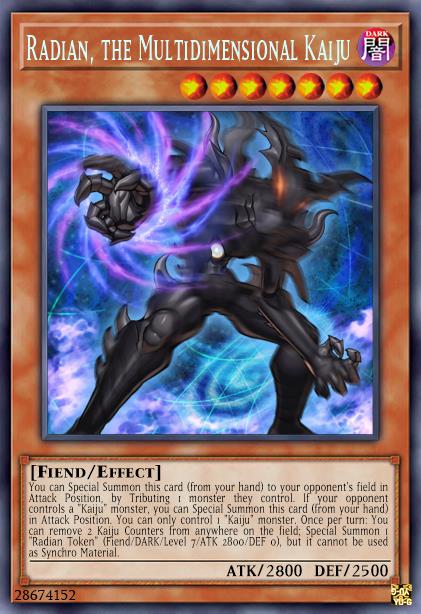 Radian, the Multidimensional Kaiju
DARK
闇
[Fiend/Effect]
You can Special Summon this card (from your hand) to your opponent's field in
Attack Position, by Tributing 1 monster they control. If your opponent
controls a "Kaiju" monster, you can Special Summon this card (from your hand)
in Attack Position. You can only control 1 "Kaiju" monster. Once per turn: You
can remove 2 Kaiju Counters from anywhere on the field; Special Summon 1
"Radian Token" (Fiend/DARK/Level 7/ATK 2800/DEF 0), but it cannot be used
as Synchro Material.
ATK/2800 DEF/2500
28674152